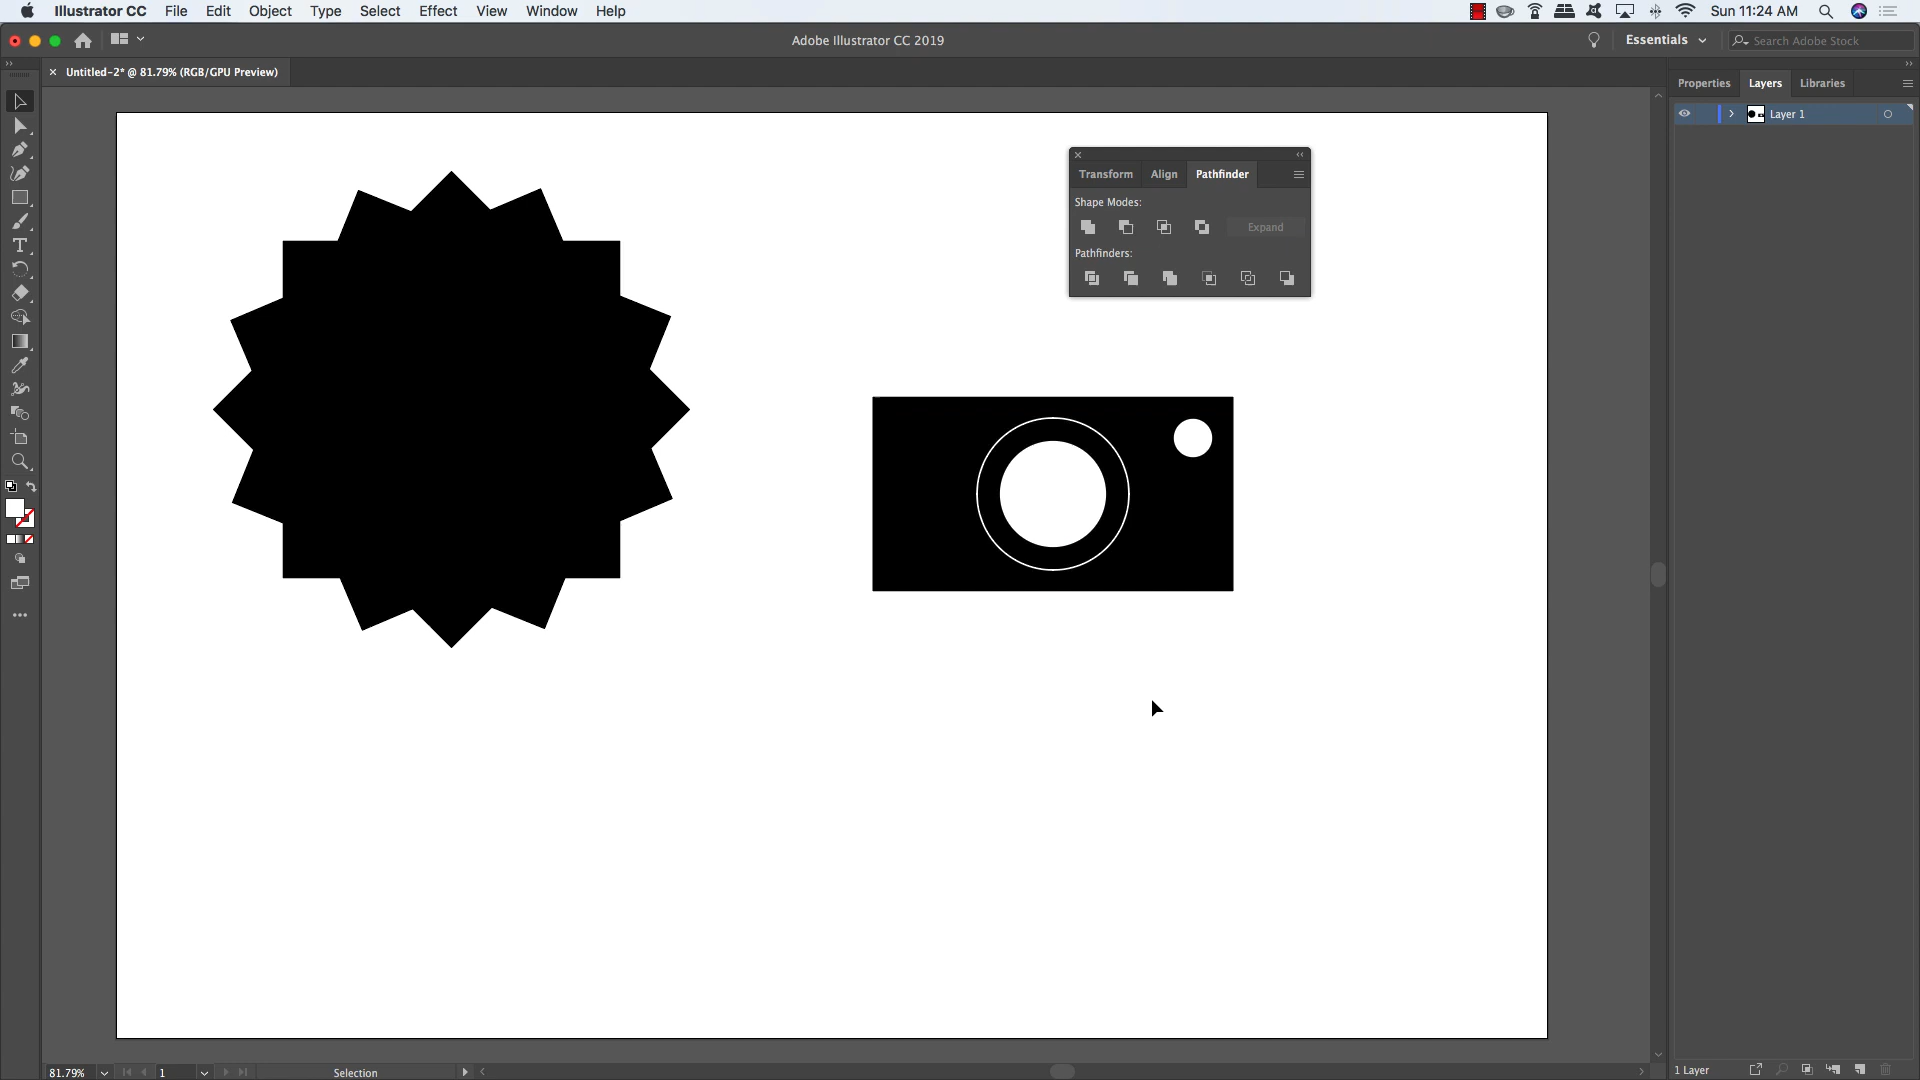 Illustrator CC File Edit Object Type Select Effect View Window Help Sun 11:24 AM
Adobe Illustrator CC 2019 Essentials Search Adobe Stock
Untitled-2* @ 81.79% (RGB/GPU Preview)
Properties Layers Libraries
Layer 1
Transform Align Pathfinder
Shape Modes:
Expand
Pathfinders:
81.79% 1 Selection 1 Layer